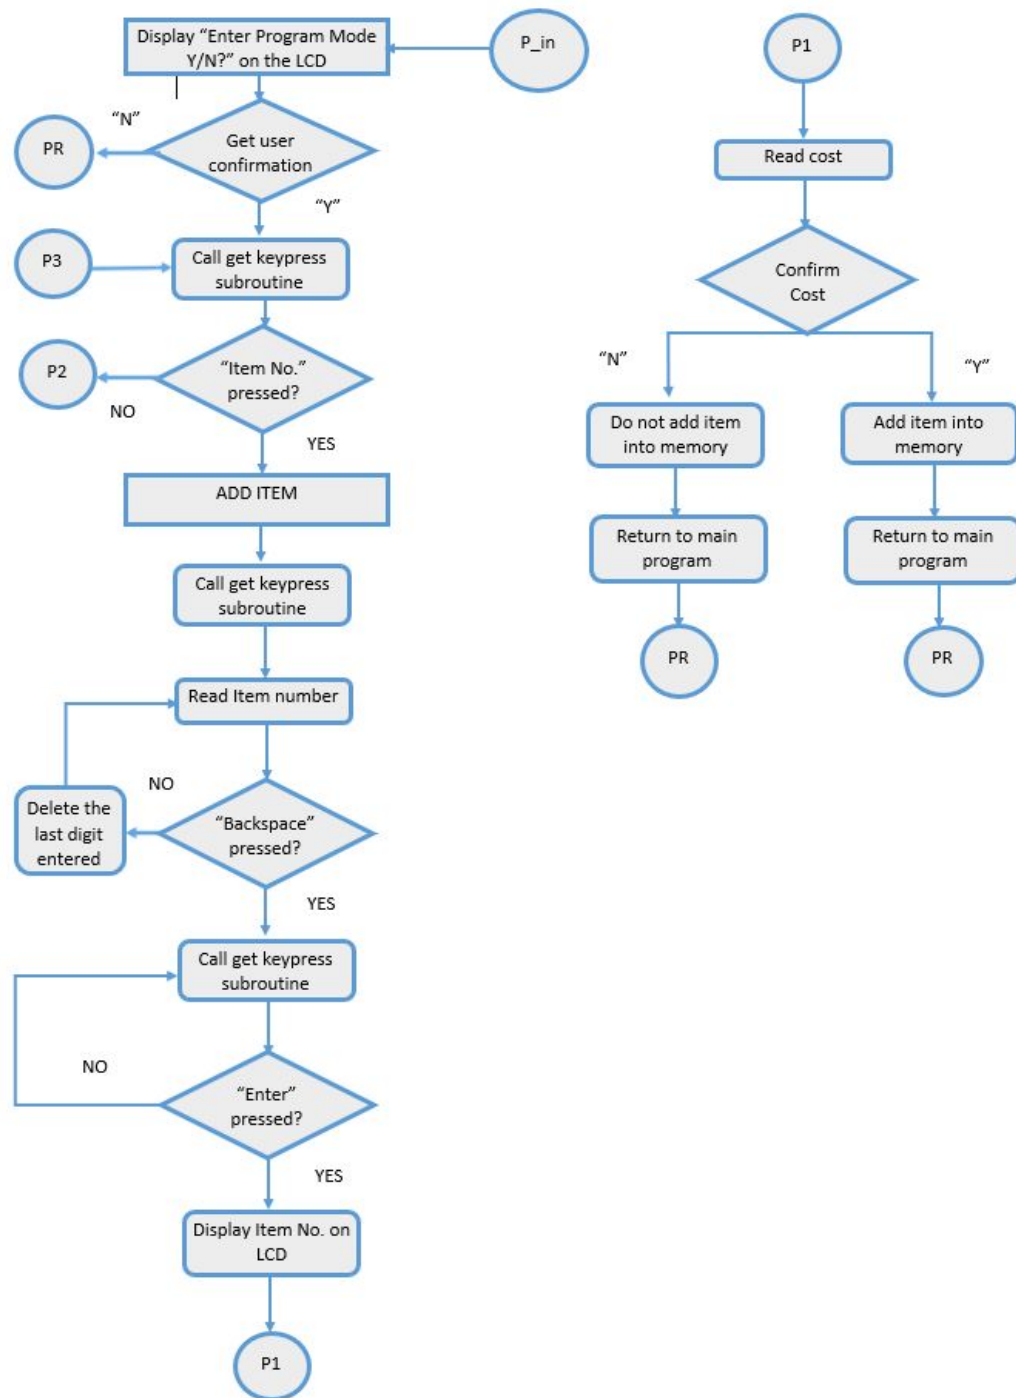 Display “Enter Program Mode
Y/N?” on the LCD
P_in
“N”
PR
Get user
confirmation
“Y”
P3
Call get keypress
subroutine
P2
“Item No.”
pressed?
NO
YES
ADD ITEM
Call get keypress
subroutine
Read Item number
NO
Delete the
last digit
entered
“Backspace”
pressed?
YES
Call get keypress
subroutine
NO
“Enter”
pressed?
YES
Display Item No. on
LCD
P1
P1
Read cost
Confirm
Cost
“N”
“Y”
Do not add item
into memory
Add item into
memory
Return to main
program
Return to main
program
PR
PR